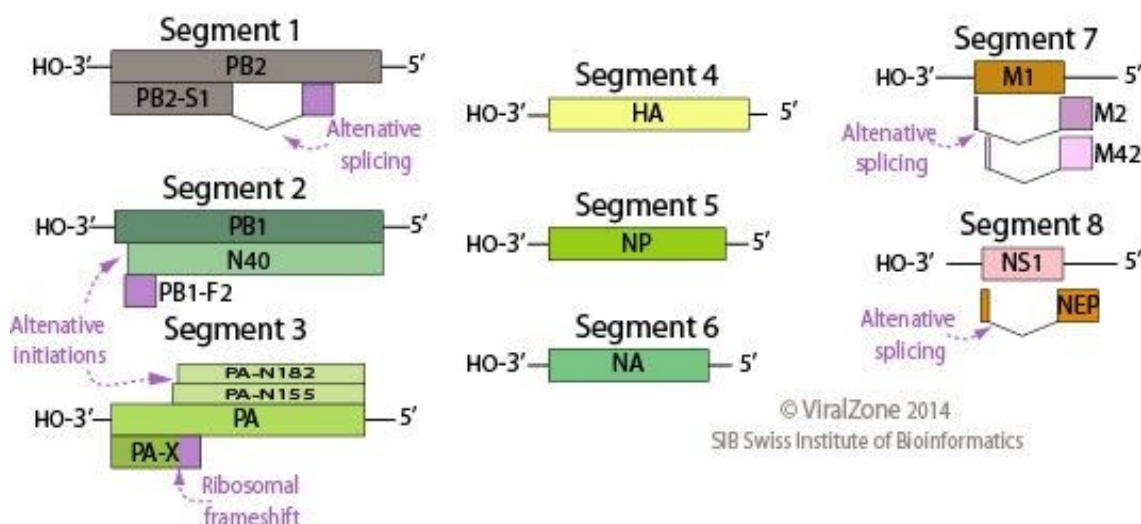 Segment 1
HO-3’ PB2 5’
PB2-S1
Altenative
splicing
Segment 2
HO-3’ PB1 5’
N40
PB1-F2
Altenative
initiations
Segment 3
PA-N182
PA-N155
HO-3’ PA 5’
PA-X
Ribosomal
frameshift
Segment 4
HO-3’ HA 5’
Segment 5
HO-3’ NP 5’
Segment 6
HO-3’ NA 5’
Segment 7
HO-3’ M1 5’
M2
Altenative
splicing
M42
Segment 8
HO-3’ NS1 5’
NEP
Altenative
splicing
© ViralZone 2014
SIB Swiss Institute of Bioinformatics